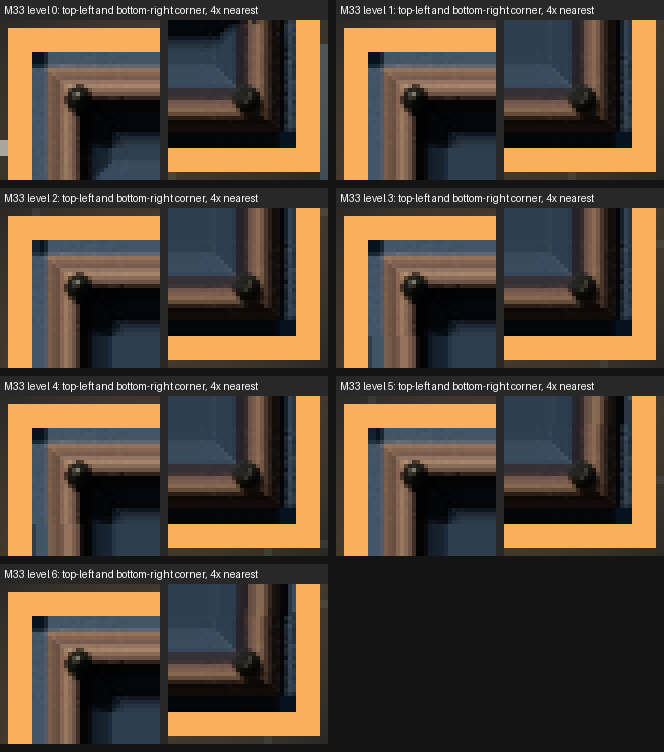 M33 level 0: top-left and bottom-right corner, 4x nearest
M33 level 1: top-left and bottom-right corner, 4x nearest
M33 level 2: top-left and bottom-right corner, 4x nearest
M33 level 3: top-left and bottom-right corner, 4x nearest
M33 level 4: top-left and bottom-right corner, 4x nearest
M33 level 5: top-left and bottom-right corner, 4x nearest
M33 level 6: top-left and bottom-right corner, 4x nearest